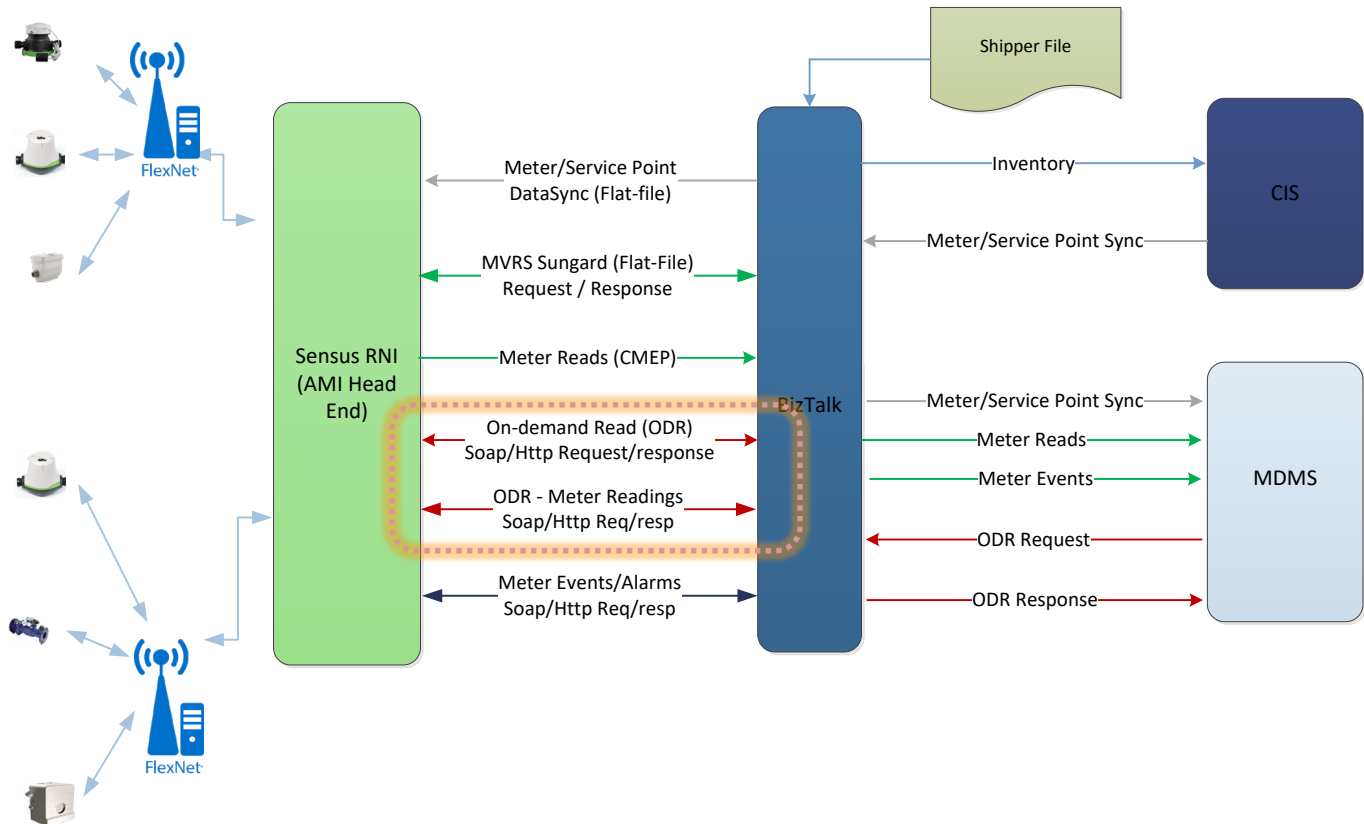 Shipper File
FlexNet
Meter/Service Point
DataSync (Flat-file)
Inventory
CIS
Meter/Service Point Sync
MVRS Sungard (Flat-File)
Request / Response
Sensus RNI
(AMI Head
End)
Meter Reads (CMEP)
BizTalk
Meter/Service Point Sync
On-demand Read (ODR)
Soap/Http Request/response
Meter Reads
Meter Events
MDMS
ODR - Meter Readings
Soap/Http Req/resp
ODR Request
Meter Events/Alarms
Soap/Http Req/resp
ODR Response
FlexNet